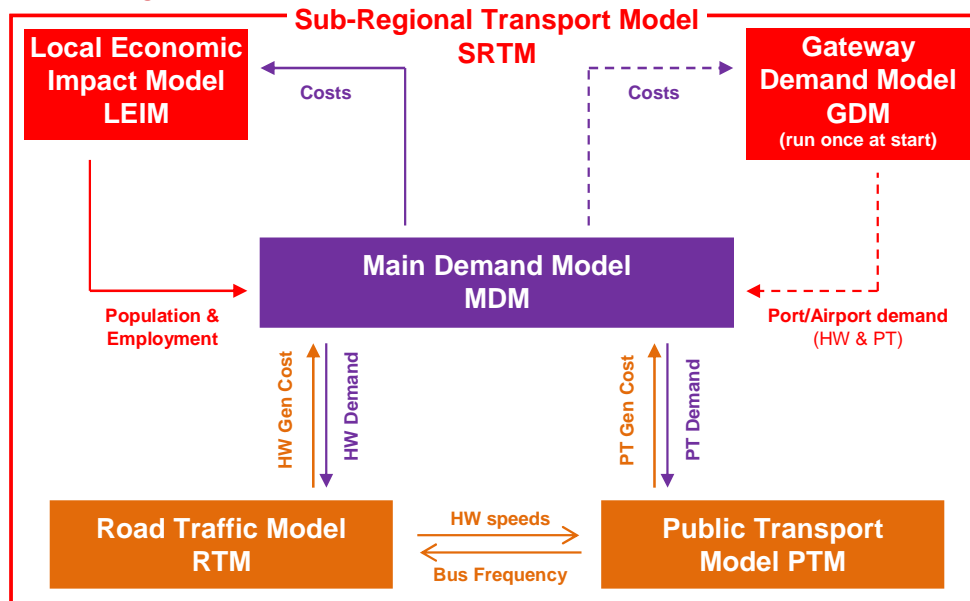 Sub-Regional Transport Model
SRTM
Local Economic
Impact Model
LEIM
Costs
Costs
Gateway
Demand Model
GDM
(run once at start)
Main Demand Model
MDM
Population &
Employment
Port/Airport demand
(HW & PT)
HW Gen Cost
HW Demand
PT Gen Cost
PT Demand
Road Traffic Model
RTM
HW speeds
Bus Frequency
Public Transport
Model PTM